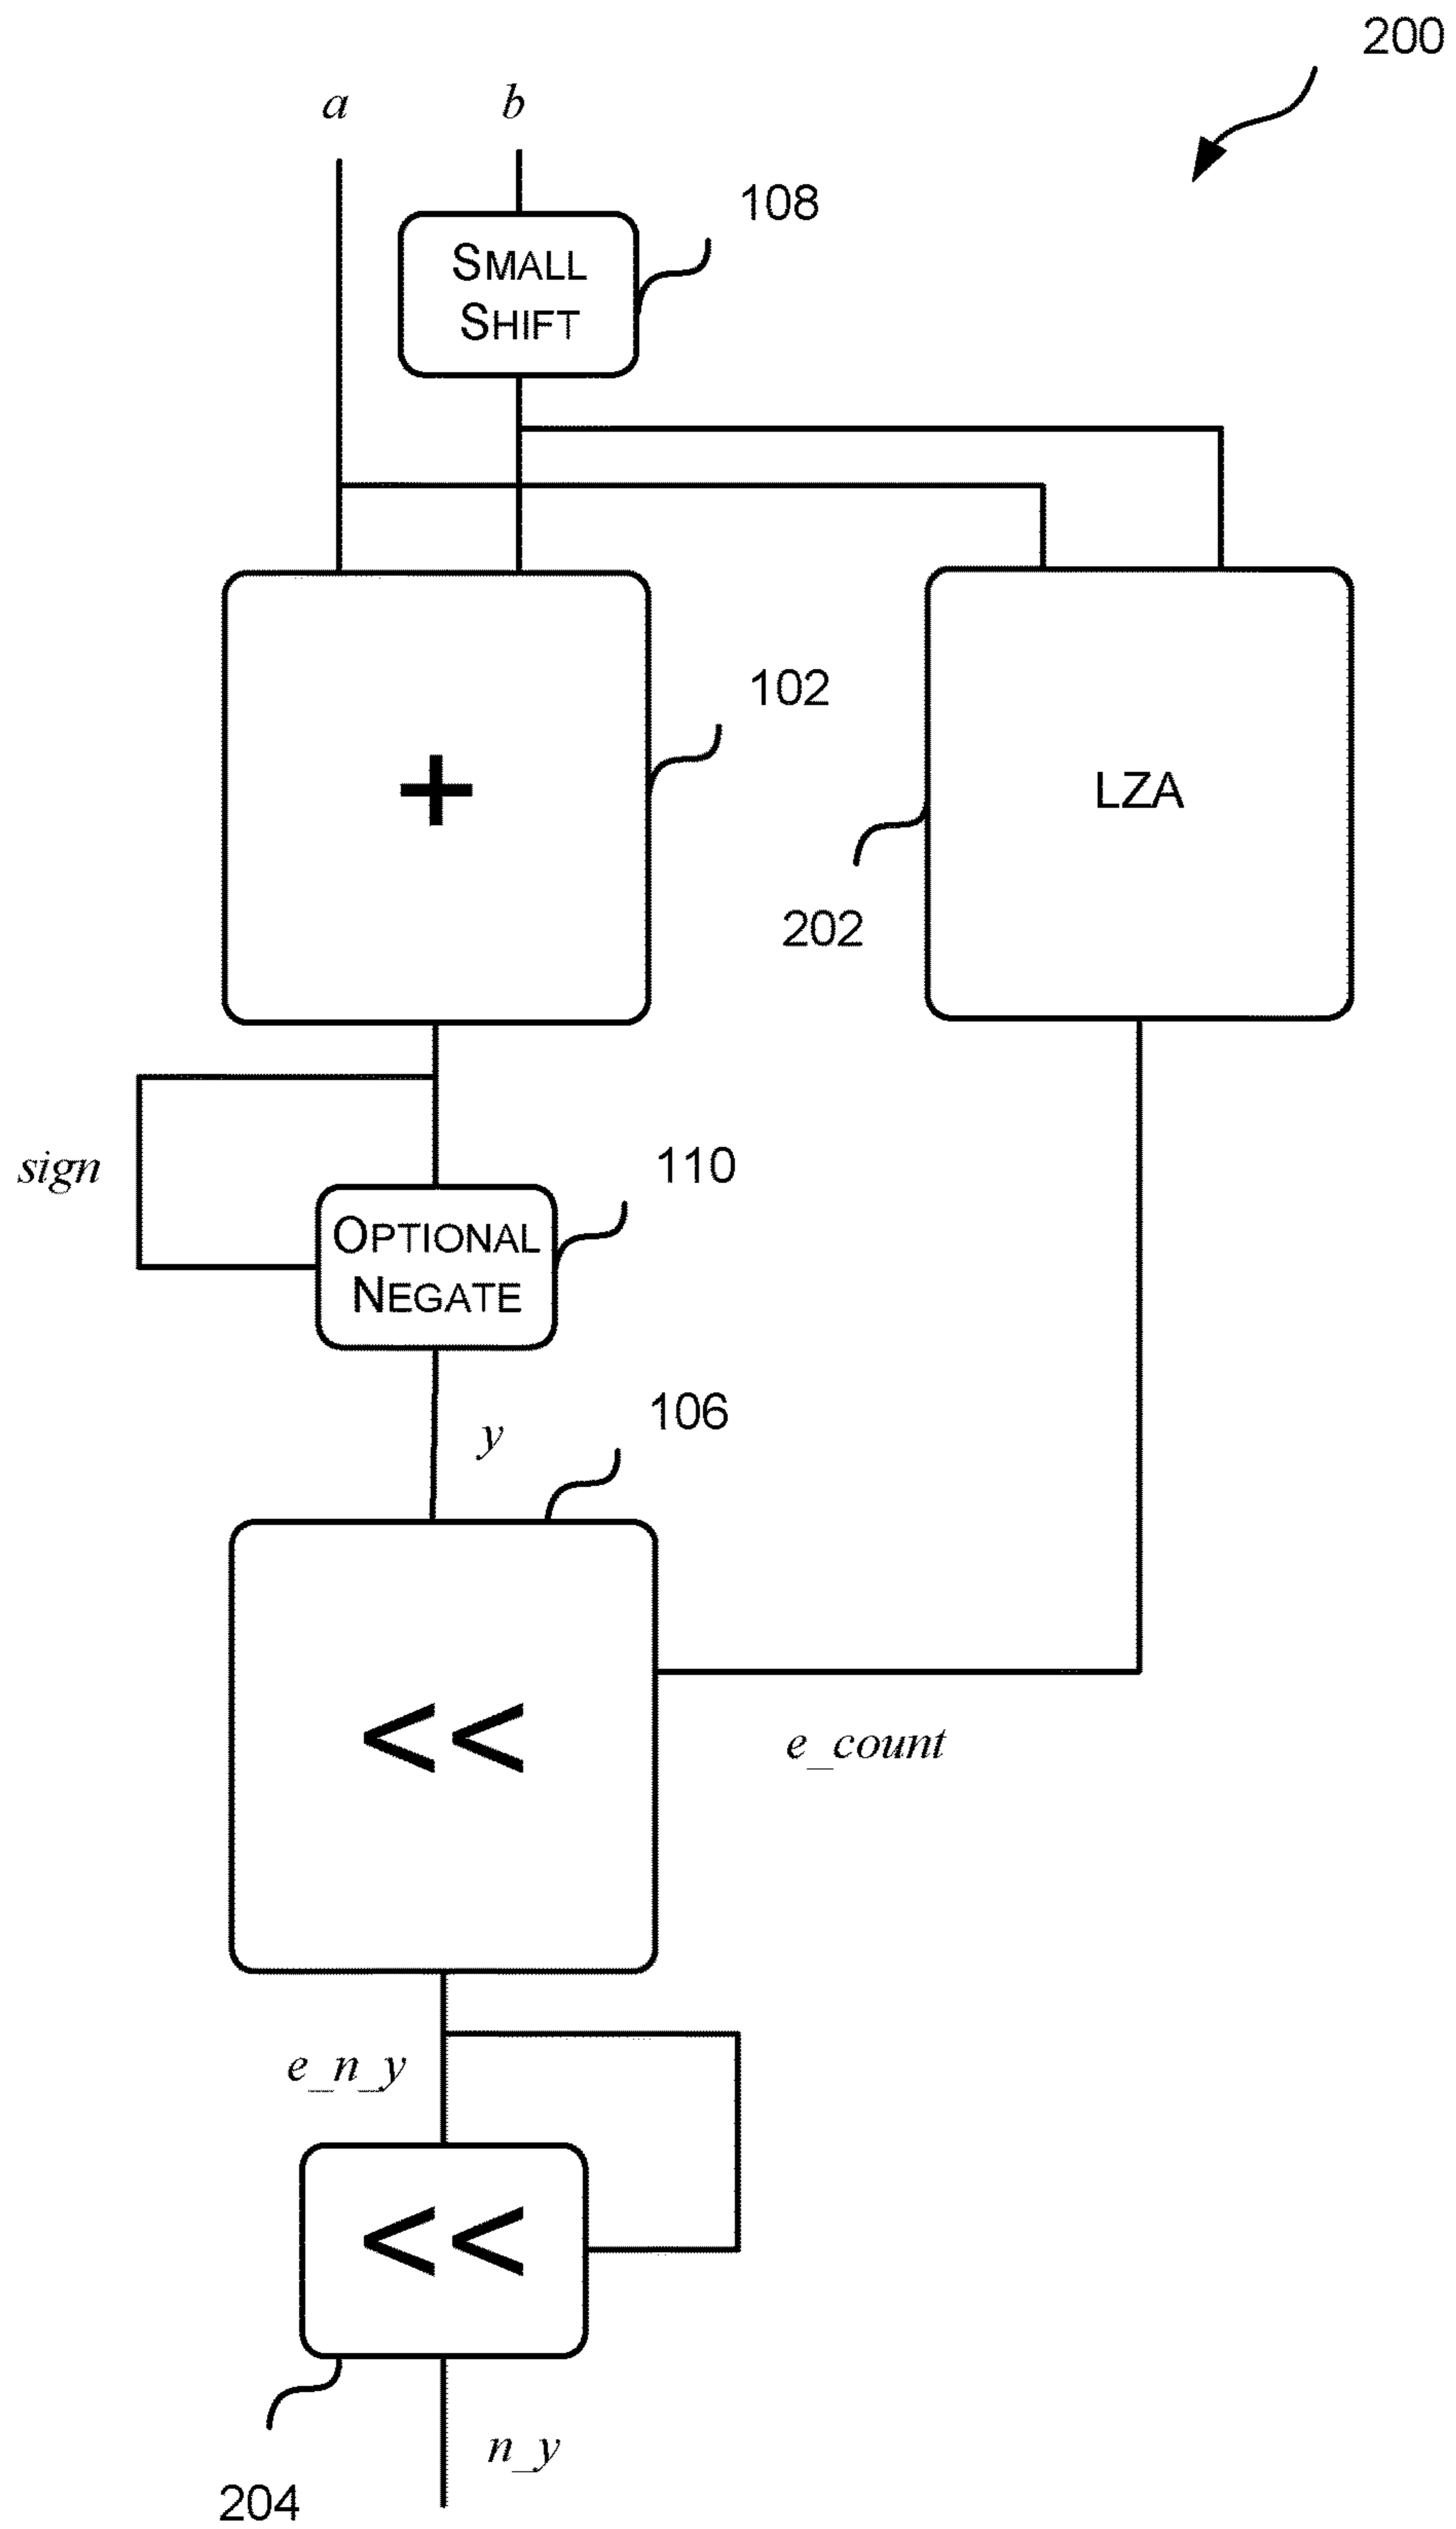 200
a
b
108
SMALL
SHIFT
102
+
LZA
202
sign
110
OPTIONAL
NEGATE
106
y
<<
e_count
e_n_y
<<
n_y
204